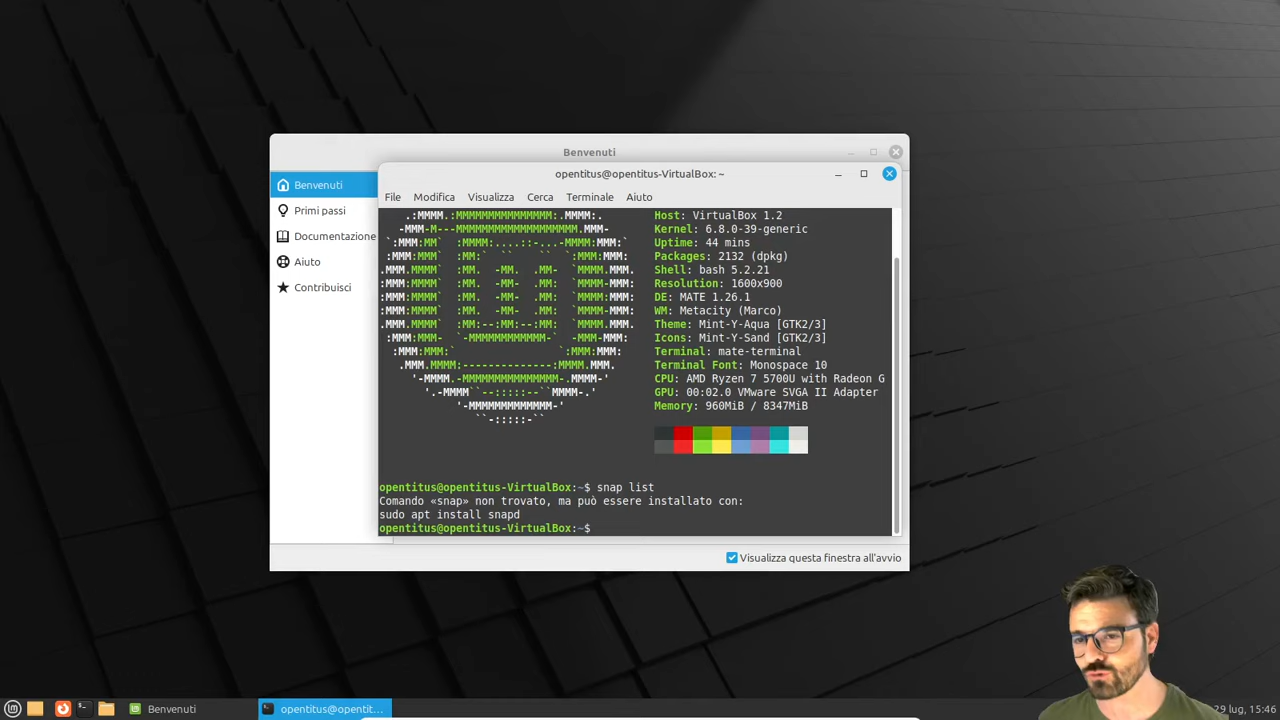 Benvenuti
opentitus@opentitus-VirtualBox: ~
Benvenuti
Primi passi
Documentazione
Aiuto
Contribuisci
File Modifica Visualizza Cerca Terminale Aiuto
Host: VirtualBox 1.2
Kernel: 6.8.0-39-generic
Uptime: 44 mins
Packages: 2132 (dpkg)
Shell: bash 5.2.21
Resolution: 1600x900
DE: MATE 1.26.1
WM: Metacity (Marco)
Theme: Mint-Y-Aqua [GTK2/3]
Icons: Mint-Y-Sand [GTK2/3]
Terminal: mate-terminal
Terminal Font: Monospace 10
CPU: AMD Ryzen 7 5700U with Radeon G
GPU: 00:02.0 VMware SVGA II Adapter
Memory: 960MiB / 8347MiB
opentitus@opentitus-VirtualBox:~$ snap list
Comando «snap» non trovato, ma può essere installato con:
sudo apt install snapd
opentitus@opentitus-VirtualBox:~$
Visualizza questa finestra all'avvio
Benvenuti
opentitus@opentit...
29 lug, 15:46